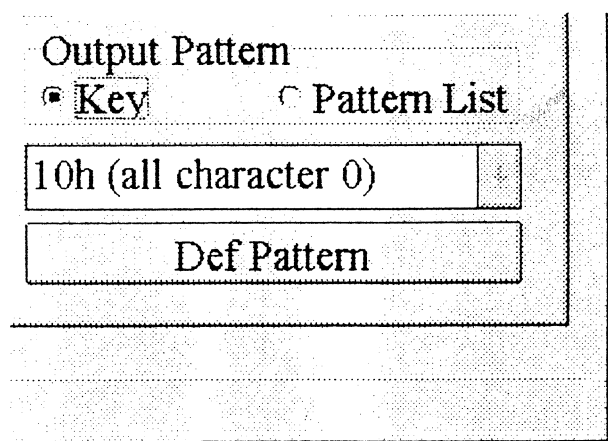 Output Pattern
Key Pattern List
10h (all character 0)
Def Pattern